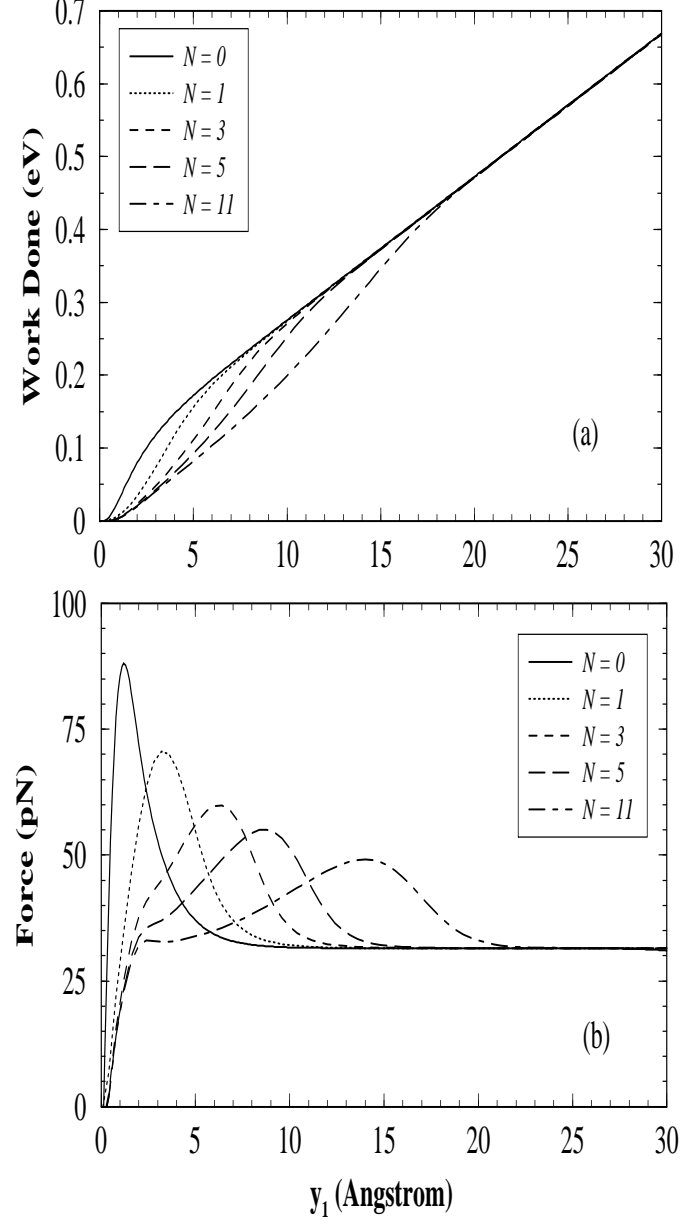 0.7
0.6
0.5
0.4
0.3
0.2
0.1
0
Work Done (eV)
N = 0
N = 1
N = 3
N = 5
N = 11
(a)
0 5 10 15 20 25 30
100
75
50
25
0
Force (pN)
N = 0
N = 1
N = 3
N = 5
N = 11
(b)
0 5 10 15 20 25 30
y1 (Angstrom)